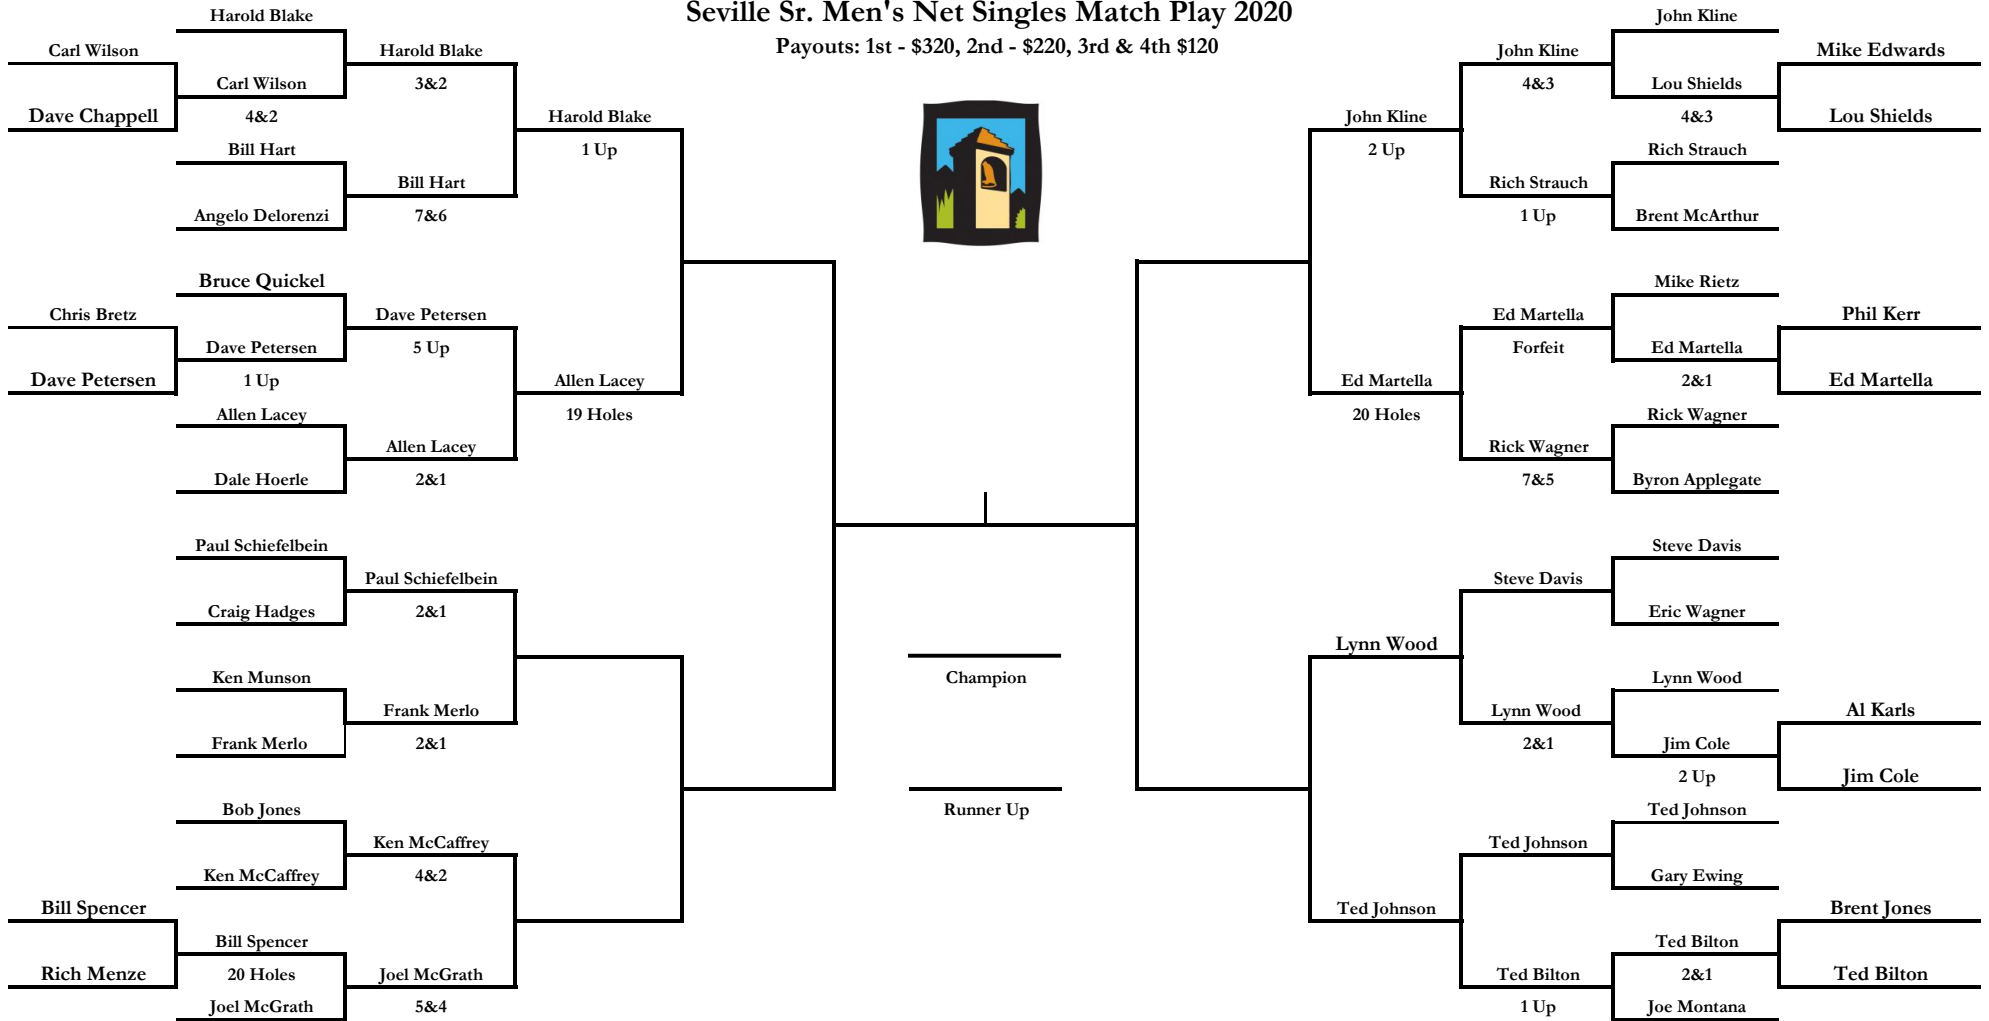 Seville Sr. Men's Net Singles Match Play 2020
Payouts: 1st - $320, 2nd - $220, 3rd & 4th $120
Harold Blake
Carl Wilson
Harold Blake
Carl Wilson
3&2
Dave Chappell
4&2
Harold Blake
Bill Hart
1 Up
Bill Hart
Angelo Delorenzi
7&6
Bruce Quickel
Chris Bretz
Dave Petersen
Dave Petersen
5 Up
Dave Petersen
1 Up
Allen Lacey
Allen Lacey
19 Holes
Allen Lacey
Dale Hoerle
2&1
Paul Schiefelbein
Paul Schiefelbein
Craig Hadges
2&1
Ken Munson
Frank Merlo
Frank Merlo
2&1
Bob Jones
Ken McCaffrey
Ken McCaffrey
4&2
Bill Spencer
Bill Spencer
Rich Menze
20 Holes
Joel McGrath
Joel McGrath
5&4
Champion
Runner Up
John Kline
John Kline
Mike Edwards
4&3
Lou Shields
John Kline
4&3
Lou Shields
2 Up
Rich Strauch
Rich Strauch
1 Up
Brent McArthur
Mike Rietz
Ed Martella
Phil Kerr
Forfeit
Ed Martella
Ed Martella
2&1
Ed Martella
20 Holes
Rick Wagner
Rick Wagner
7&5
Byron Applegate
Steve Davis
Steve Davis
Eric Wagner
Lynn Wood
Lynn Wood
Lynn Wood
Al Karls
2&1
Jim Cole
2 Up
Jim Cole
Ted Johnson
Ted Johnson
Gary Ewing
Ted Johnson
Brent Jones
Ted Bilton
Ted Bilton
2&1
Ted Bilton
1 Up
Joe Montana